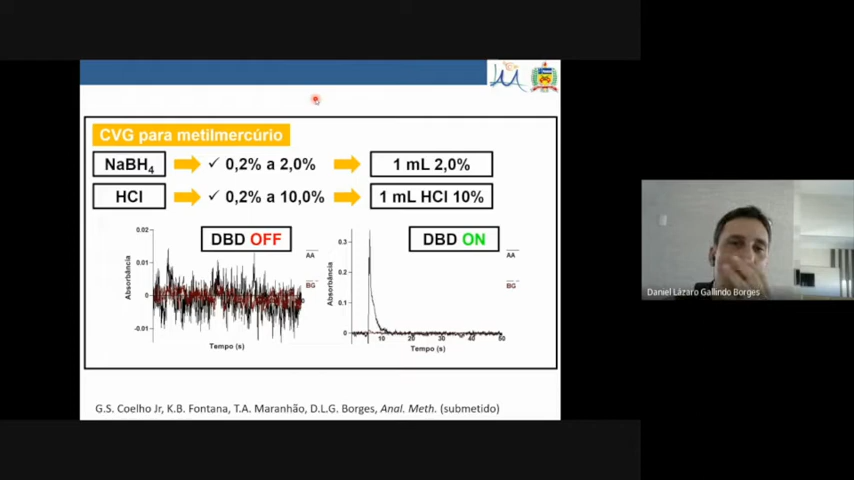 CVG para metilmercúrio
NaBH4 ✓ 0,2% a 2,0% 1 mL 2,0%
HCl ✓ 0,2% a 10,0% 1 mL HCl 10%
DBD OFF
0.02
0.01
0
-0.01
Absorbância
Tempo (s)
AA
BG
DBD ON
0.3
0.2
0.1
0
Absorbância
10 20 30 40 50
Tempo (s)
AA
BG
G.S. Coelho Jr, K.B. Fontana, T.A. Maranhão, D.L.G. Borges, Anal. Meth. (submetido)
Daniel Lázaro Gallindo Borges